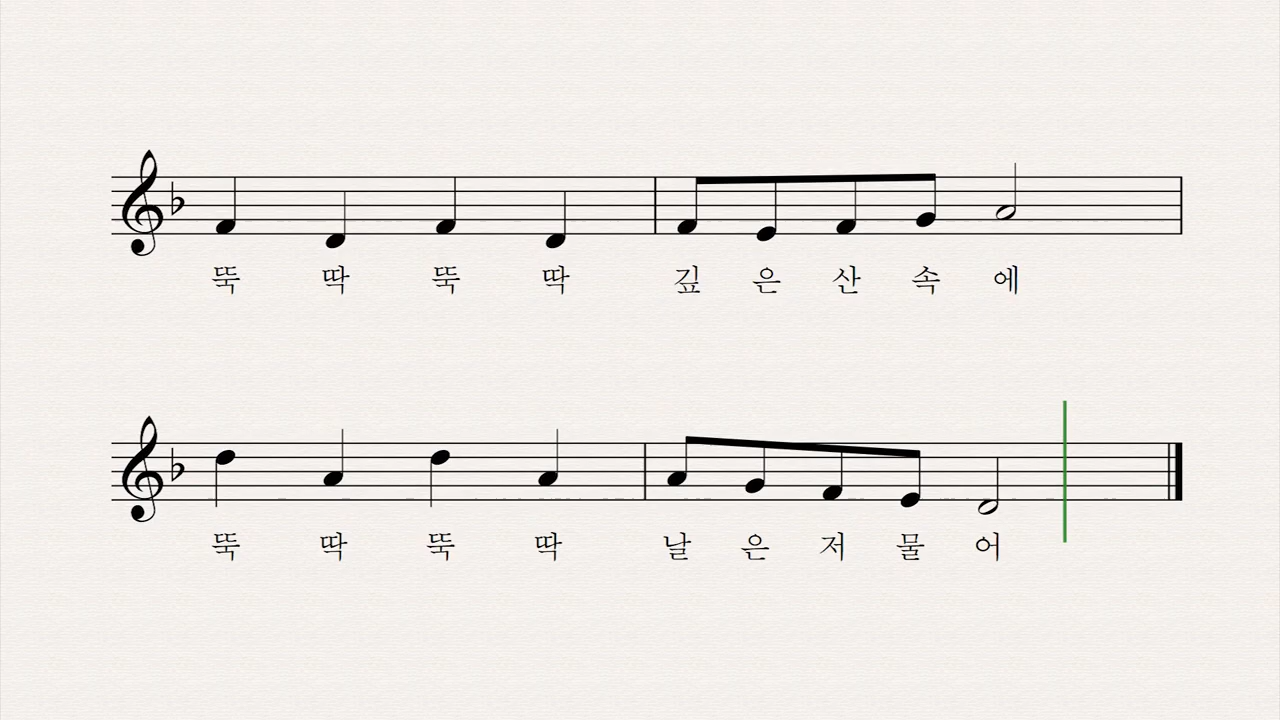 뚝 딱 뚝 딱 깊 은 산 속 에
뚝 딱 뚝 딱 날 은 저 물 어